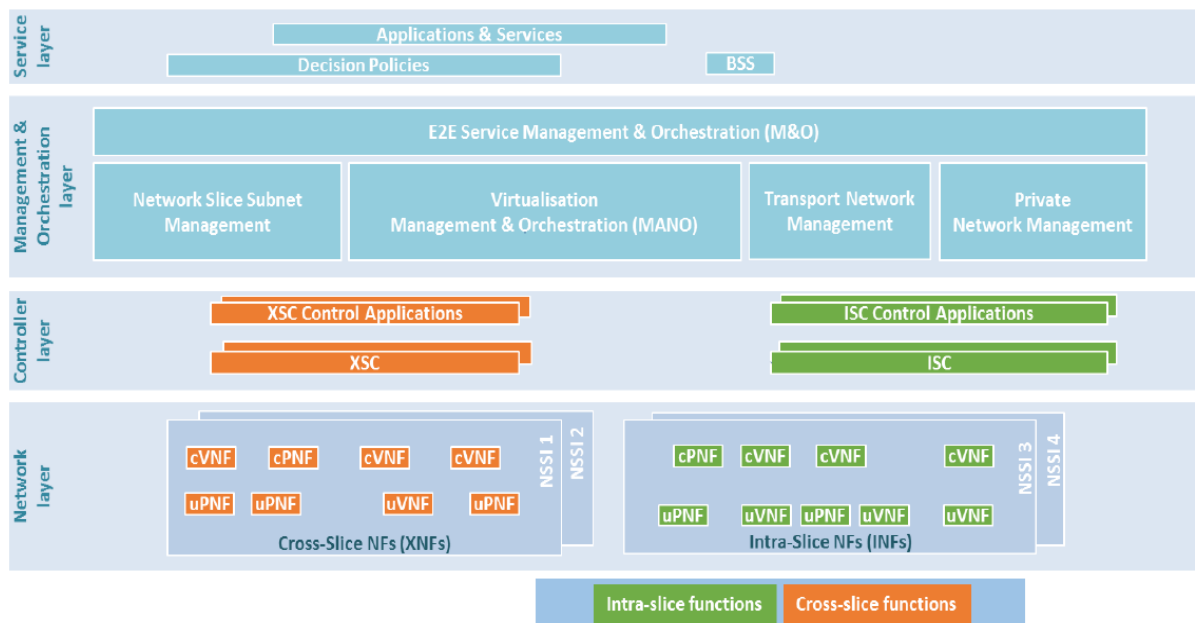 Service
layer
Applications & Services
Decision Policies
BSS
Management &
Orchestration
layer
E2E Service Management & Orchestration (M&O)
Network Slice Subnet
Management
Virtualisation
Management & Orchestration (MANO)
Transport Network
Management
Private
Network Management
Controller
layer
XSC Control Applications
ISC Control Applications
XSC
ISC
Network
layer
cVNF
cPNF
cVNF
cVNF
uPNF
uPNF
uVNF
uPNF
Cross-Slice NFs (XNFs)
NSSI 1
NSSI 2
cPNF
cVNF
cVNF
cVNF
uPNF
uVNF
uPNF
uVNF
uVNF
Intra-Slice NFs (INFs)
NSSI 3
NSSI 4
Intra-slice functions
Cross-slice functions